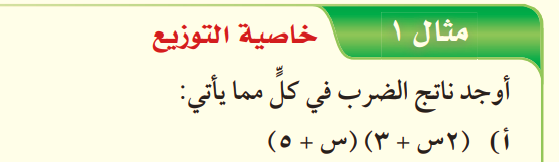 مثال ١ خاصية التوزيع
أوجد ناتج الضرب في كلٍّ مما يأتي:
أ) (٢س + ٣) (س + ٥)